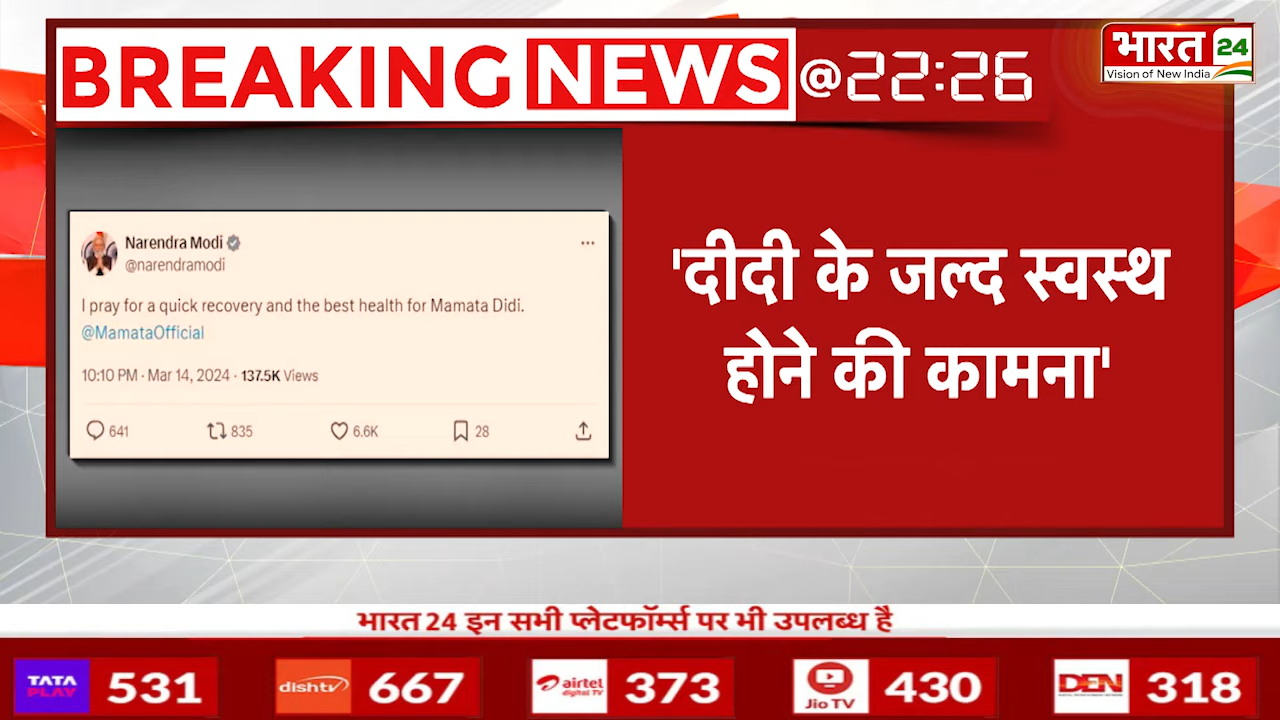 BREAKING NEWS @22:26
भारत 24
Vision of New India
Narendra Modi
@narendramodi
I pray for a quick recovery and the best health for Mamata Didi.
@MamataOfficial
10:10 PM · Mar 14, 2024 · 137.5K Views
641 835 6.6K 28
'दीदी के जल्द स्वस्थ
होने की कामना'
भारत 24 इन सभी प्लेटफॉर्म्स पर भी उपलब्ध है
TATA PLAY 531 dishtv 667 airtel digital TV 373 JioTV 430 DEN 318